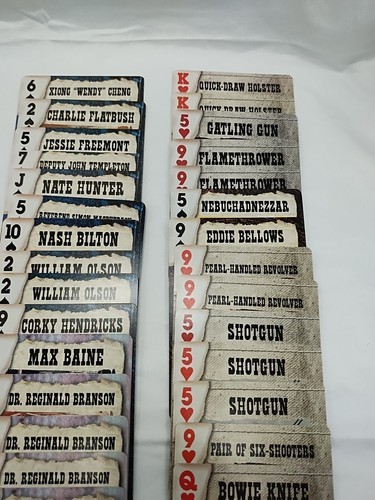 6
XIONG "WENDY" CHENG
2
CHARLIE FLATBUSH
5
JESSIE FREEMONT
7
DEPUTY JOHN TEMPLETON
J
NATE HUNTER
5
REVEREND SIMON
10
NASH BILTON
2
WILLIAM OLSON
2
WILLIAM OLSON
9
CORKY HENDRICKS
MAX BAINE
DR. REGINALD BRANSON
DR. REGINALD BRANSON
DR. REGINALD BRANSON
K
QUICK-DRAW HOLSTER
K
QUICK-DRAW HOLSTER
5
GATLING GUN
9
FLAMETHROWER
9
FLAMETHROWER
5
NEBUCHADNEZZAR
9
EDDIE BELLOWS
9
PEARL-HANDLED REVOLVER
9
PEARL-HANDLED REVOLVER
5
SHOTGUN
5
SHOTGUN
5
SHOTGUN
9
PAIR OF SIX-SHOOTERS
Q
BOWIE KNIFE